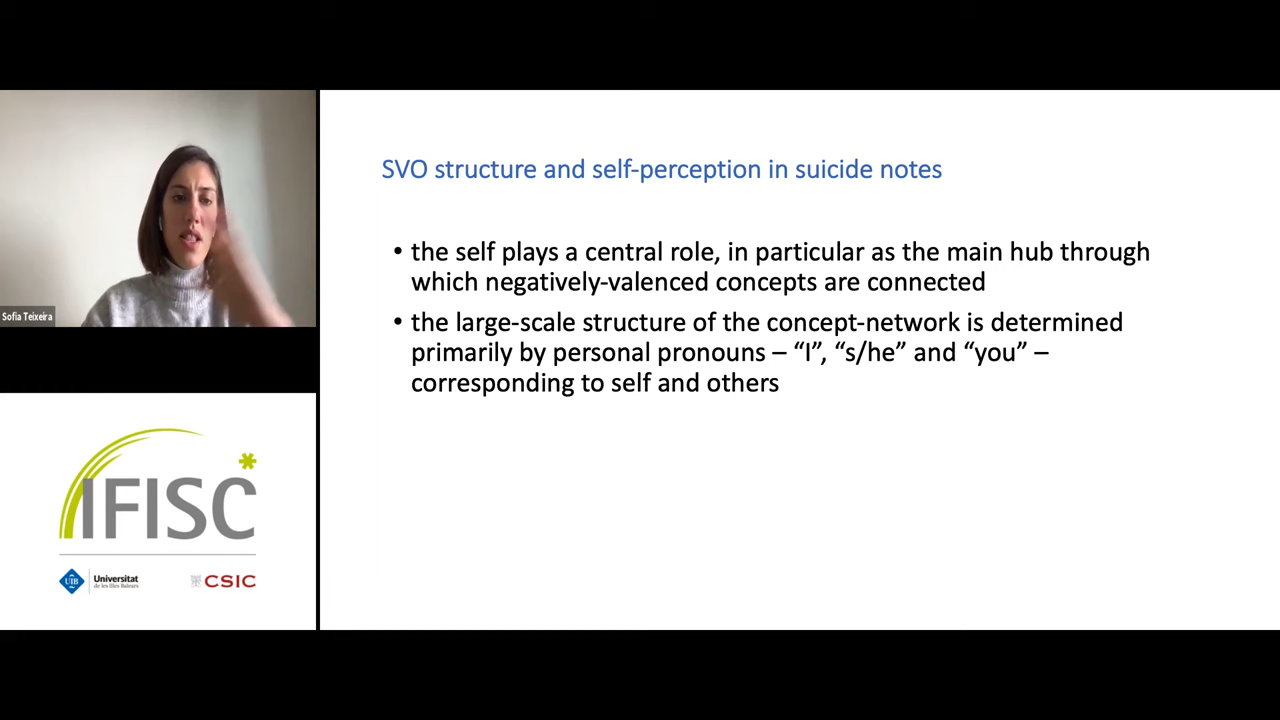 SVO structure and self-perception in suicide notes
• the self plays a central role, in particular as the main hub through
which negatively-valenced concepts are connected
• the large-scale structure of the concept-network is determined
primarily by personal pronouns – “I”, “s/he” and “you” –
corresponding to self and others
Sofia Teixeira
IFISC
UIB
Universitat
de les Illes Balears
CSIC